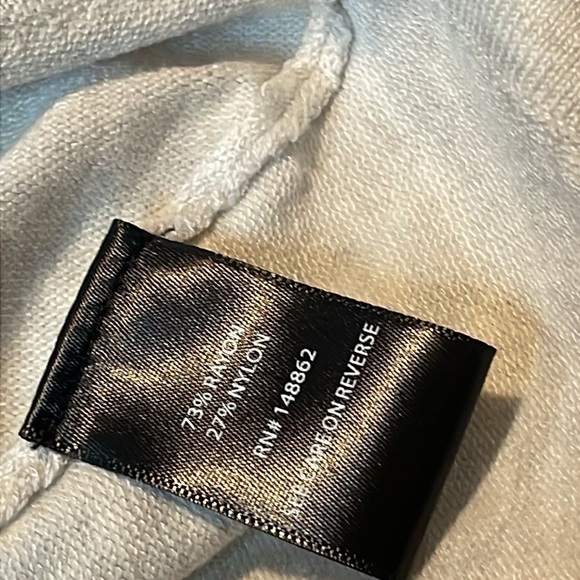 73% RAYON
27% NYLON
RN# 148862
SEE CARE ON REVERSE